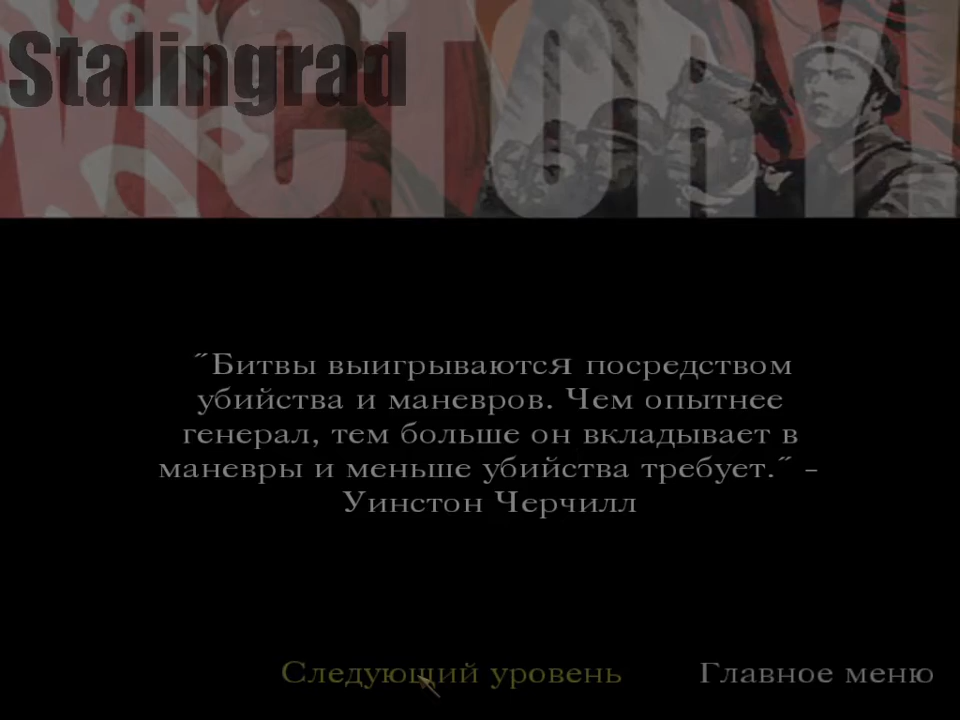 VICTORY!
Stalingrad
˝Битвы выигрываются посредством
убийства и маневров. Чем опытнее
генерал, тем больше он вкладывает в
маневры и меньше убийства требует.˝ –
Уинстон Черчилл
Следующий уровень
Главное меню